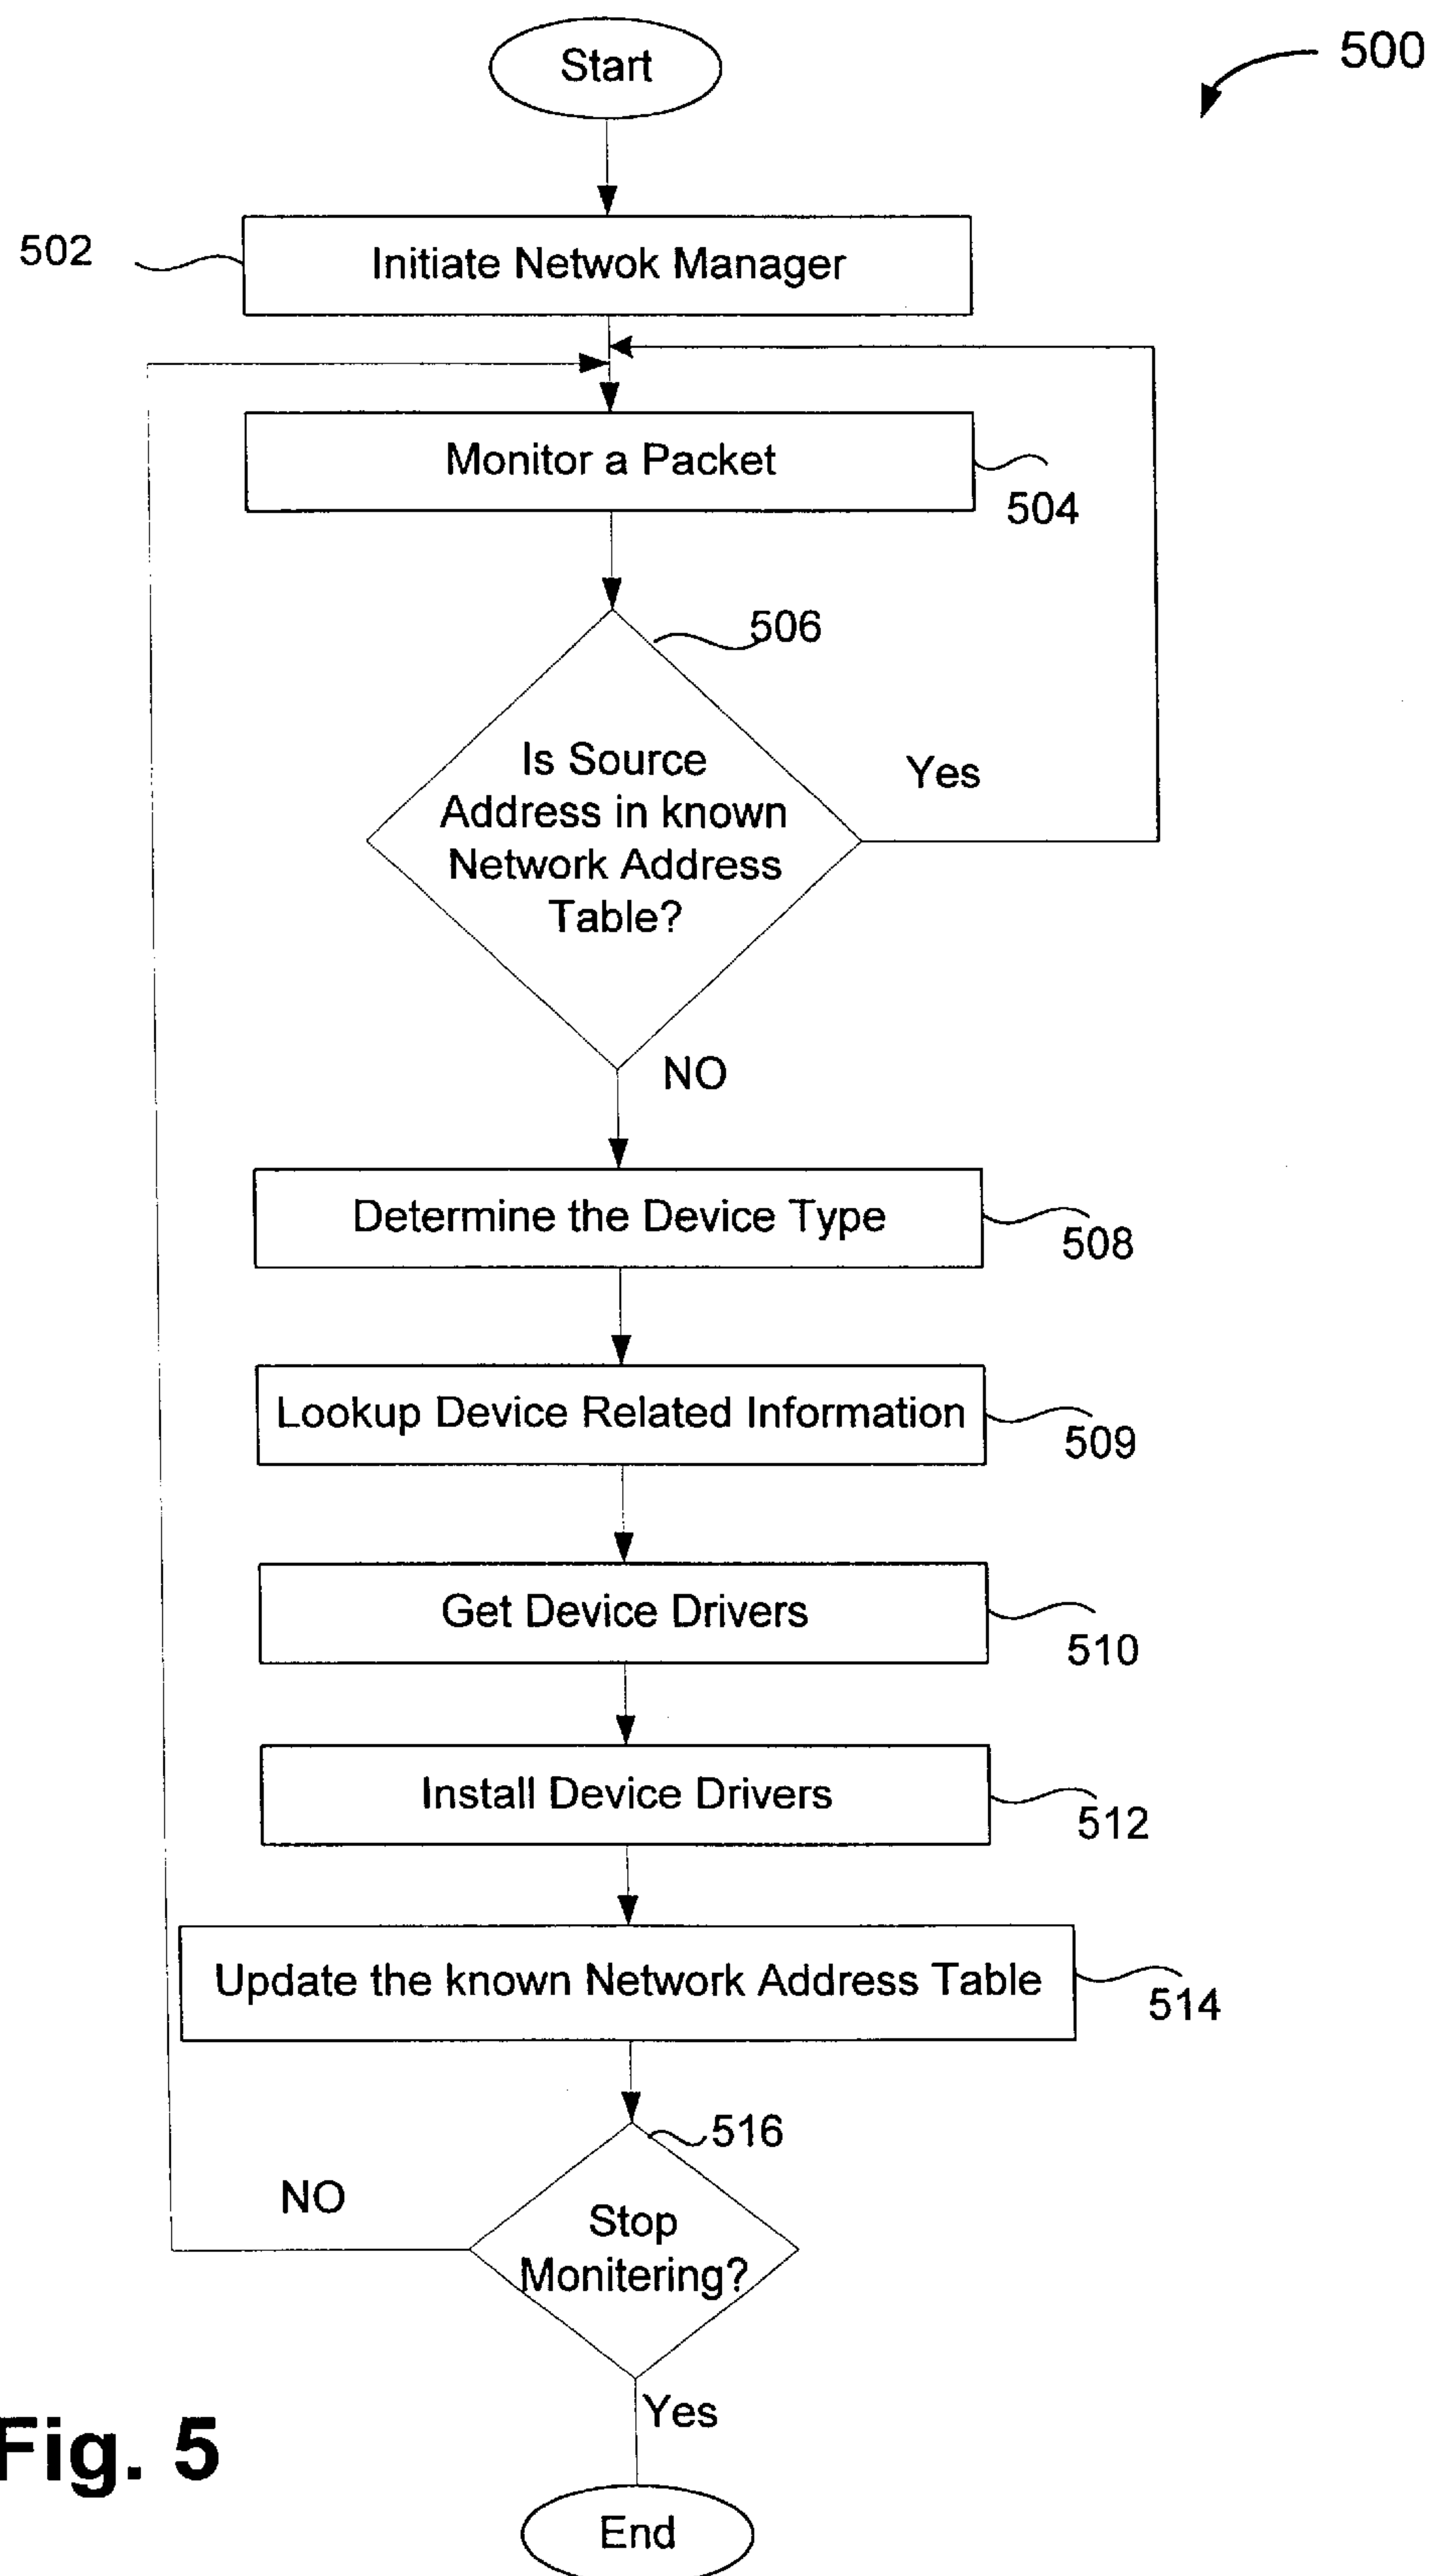 Start
500
502
Initiate Netwok Manager
Monitor a Packet
504
506
Is Source
Address in known
Network Address
Table?
Yes
NO
Determine the Device Type
508
Lookup Device Related Information
509
Get Device Drivers
510
Install Device Drivers
512
Update the known Network Address Table
514
516
NO
Stop
Monitering?
Yes
Fig. 5
End